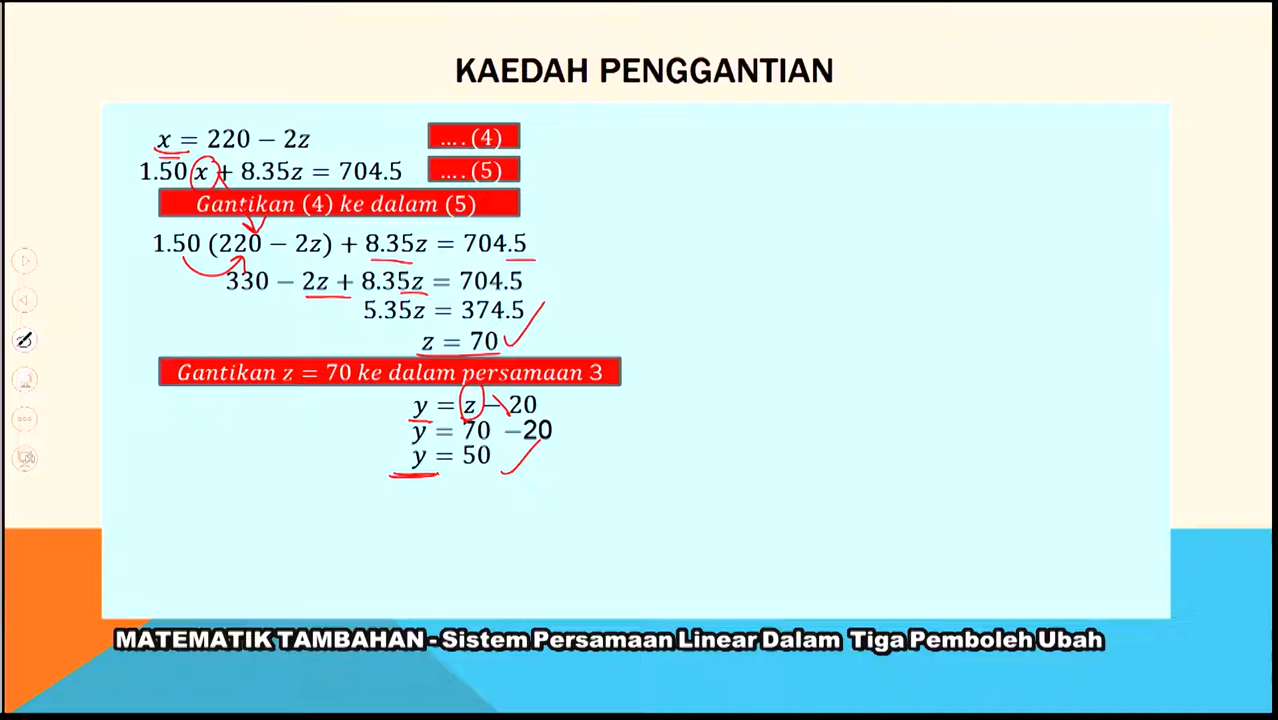 KAEDAH PENGGANTIAN
x = 220 − 2z .... (4)
1.50 x + 8.35z = 704.5 .... (5)
Gantikan (4) ke dalam (5)
1.50 (220 − 2z) + 8.35z = 704.5
330 − 2z + 8.35z = 704.5
5.35z = 374.5
z = 70
Gantikan z = 70 ke dalam persamaan 3
y = z − 20
y = 70 −20
y = 50
MATEMATIK TAMBAHAN - Sistem Persamaan Linear Dalam Tiga Pemboleh Ubah